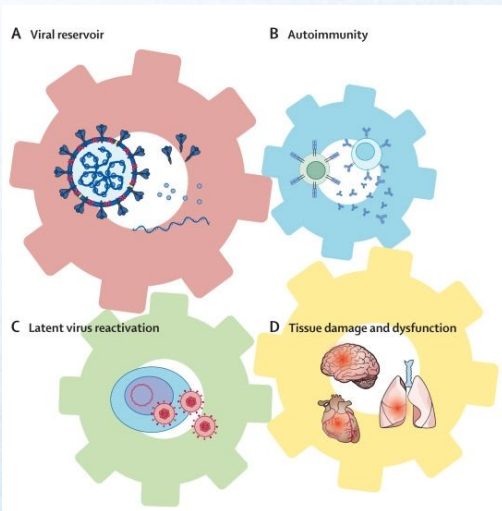 A Viral reservoir
B Autoimmunity
C Latent virus reactivation
D Tissue damage and dysfunction